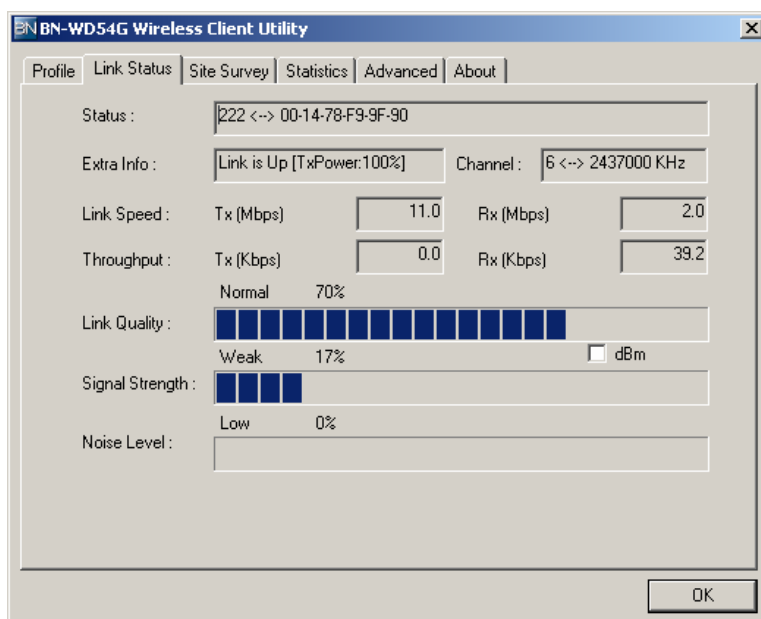 BN BN-WD54G Wireless Client Utility
Profile Link Status Site Survey Statistics Advanced About
Status : 222 <--> 00-14-78-F9-9F-90
Extra Info : Link is Up [TxPower:100%] Channel : 6 <--> 2437000 KHz
Link Speed : Tx (Mbps) 11.0 Rx (Mbps) 2.0
Throughput : Tx (Kbps) 0.0 Rx (Kbps) 39.2
Normal 70%
Link Quality :
Weak 17% dBm
Signal Strength :
Low 0%
Noise Level :
OK